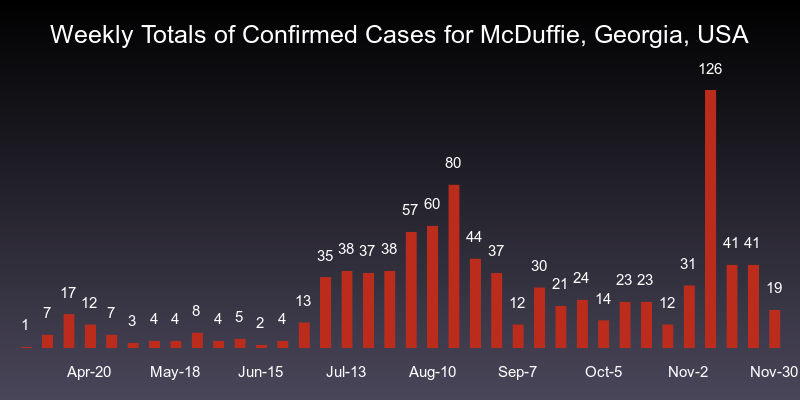 Weekly Totals of Confirmed Cases for McDuffie, Georgia, USA
1 7 17 12 7 3 4 4 8 4 5 2 4 13 35 38 37 38 57 60 80 44 37 12 30 21 24 14 23 23 12 31 126 41 41 19
Apr-20 May-18 Jun-15 Jul-13 Aug-10 Sep-7 Oct-5 Nov-2 Nov-30